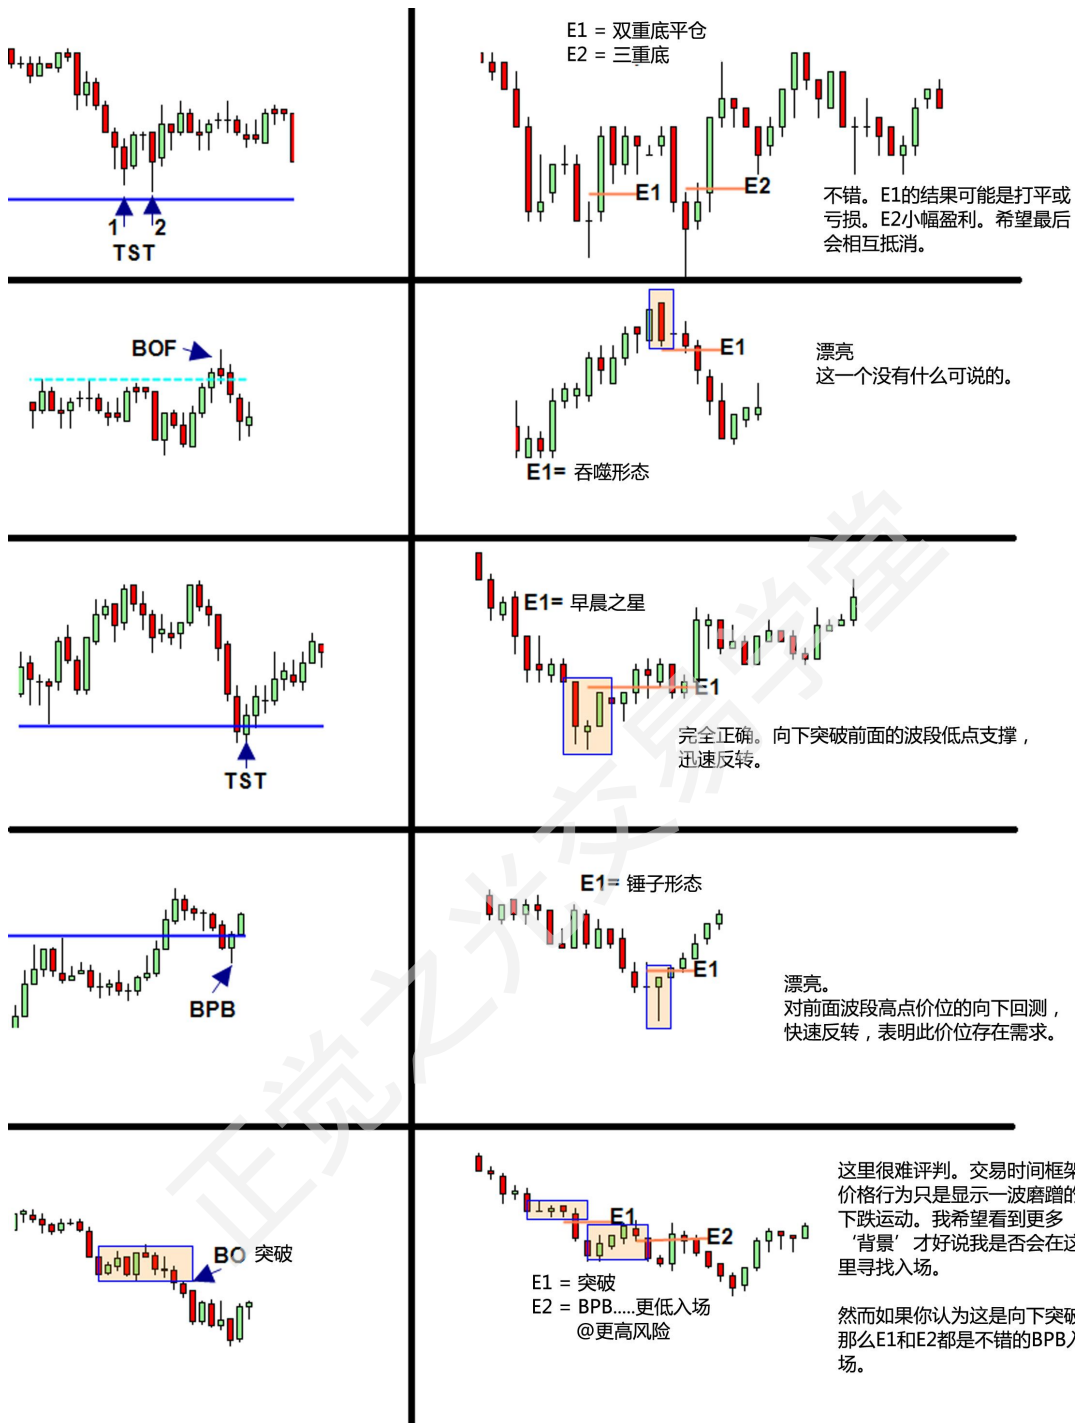 E1 = 双重底平仓
E2 = 三重底
1
2
TST
E1
E2
不错。E1的结果可能是打平或
亏损。E2小幅盈利。希望最后
会相互抵消。
BOF
E1
漂亮
这一个没有什么可说的。
E1= 吞噬形态
E1= 早晨之星
E1
TST
完全正确。向下突破前面的波段低点支撑，
迅速反转。
E1= 锤子形态
E1
BPB
漂亮。
对前面波段高点价位的向下回测，
快速反转，表明此价位存在需求。
BO 突破
E1
E2
E1 = 突破
E2 = BPB.....更低入场
@更高风险
这里很难评判。交易时间框架
价格行为只是显示一波磨蹭的
下跌运动。我希望看到更多
‘背景’才好说我是否会在这
里寻找入场。
然而如果你认为这是向下突破
那么E1和E2都是不错的BPB入
场。
正觉之光交易学堂